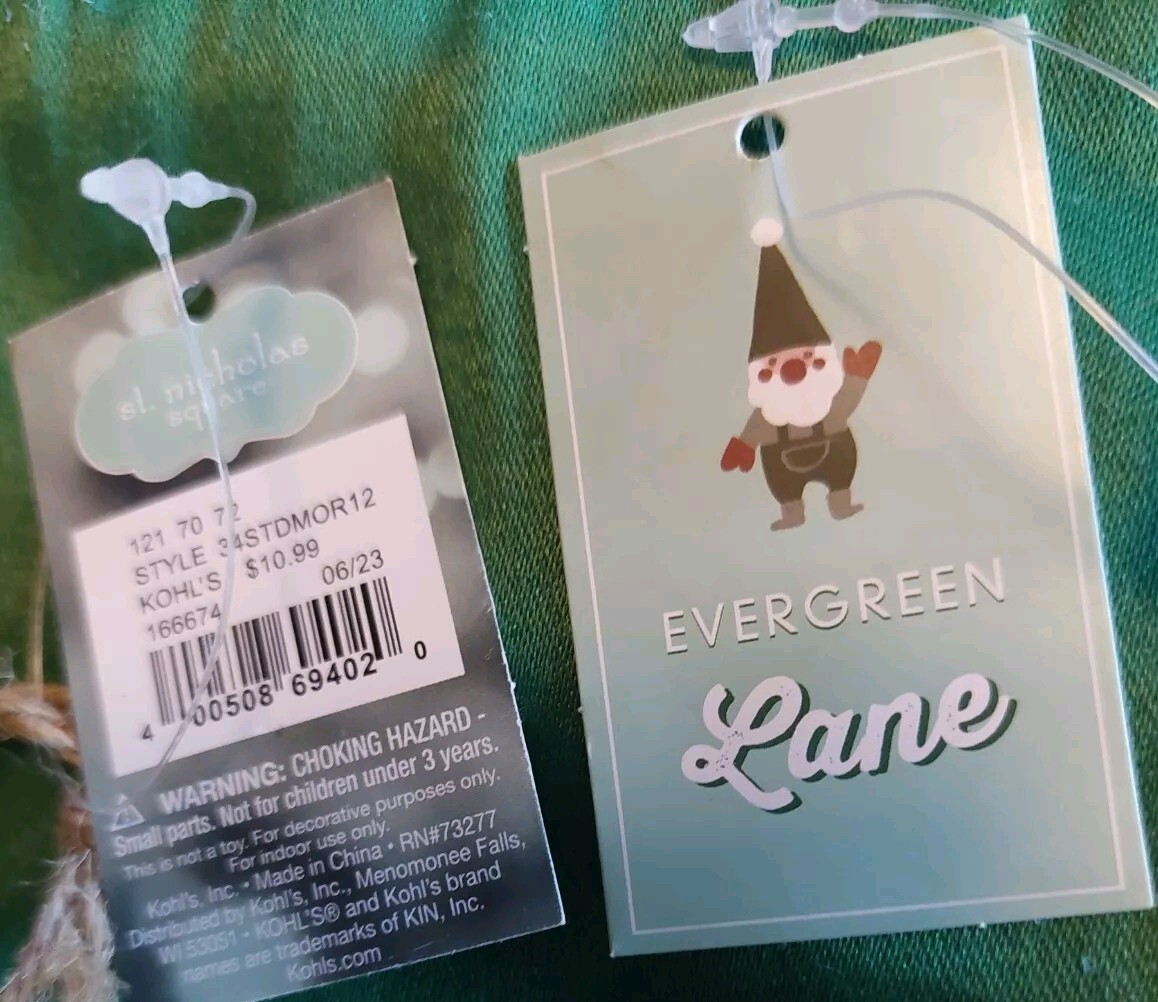 st. nicholas
square
121 70 72
STYLE 34STDMOR12
KOHL'S $10.99
166674 06/23
4 00508 69402 0
WARNING: CHOKING HAZARD -
Small parts. Not for children under 3 years.
This is not a toy. For decorative purposes only.
For indoor use only.
Kohl's, Inc. • Made in China • RN#73277
Distributed by Kohl's, Inc., Menomonee Falls,
WI 53051 • KOHL'S® and Kohl's brand
names are trademarks of KIN, Inc.
Kohls.com
EVERGREEN
Lane